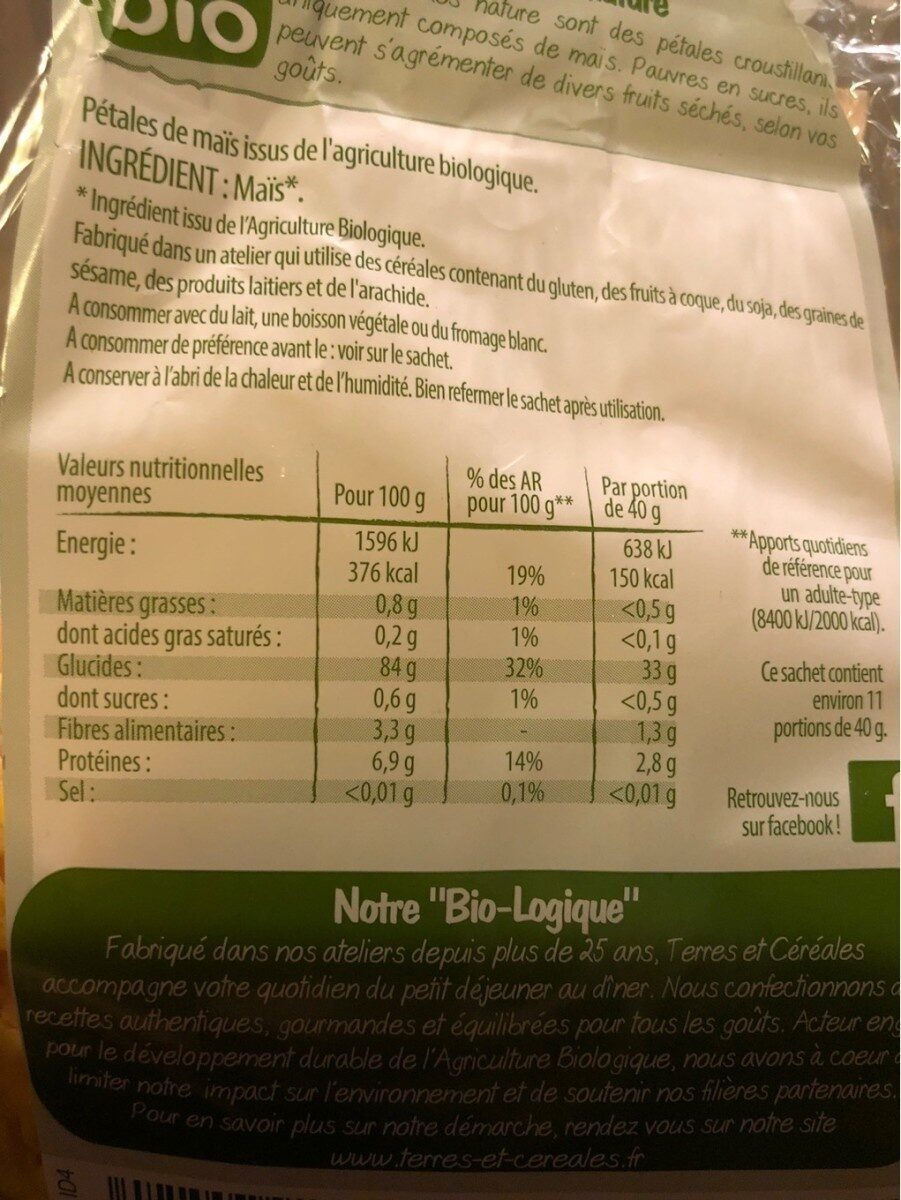 bio
nature sont des pétales croustillants
uniquement composés de maïs. Pauvres en sucres, ils
peuvent s'agrémenter de divers fruits séchés, selon vos
goûts.
Pétales de maïs issus de l'agriculture biologique.
INGRÉDIENT : Maïs*.
* Ingrédient issu de l'Agriculture Biologique.
Fabriqué dans un atelier qui utilise des céréales contenant du gluten, des fruits à coque, du soja, des graines de
sésame, des produits laitiers et de l'arachide.
A consommer avec du lait, une boisson végétale ou du fromage blanc.
A consommer de préférence avant le : voir sur le sachet.
A conserver à l'abri de la chaleur et de l'humidité. Bien refermer le sachet après utilisation.
Valeurs nutritionnelles moyennes | Pour 100 g | % des AR pour 100 g** | Par portion de 40 g
Energie : 1596 kJ 638 kJ
376 kcal 19% 150 kcal
Matières grasses : 0,8 g 1% <0,5 g
dont acides gras saturés : 0,2 g 1% <0,1 g
Glucides : 84 g 32% 33 g
dont sucres : 0,6 g 1% <0,5 g
Fibres alimentaires : 3,3 g - 1,3 g
Protéines : 6,9 g 14% 2,8 g
Sel : <0,01 g 0,1% <0,01 g
**Apports quotidiens
de référence pour
un adulte-type
(8400 kJ/2000 kcal).
Ce sachet contient
environ 11
portions de 40 g.
Retrouvez-nous
sur facebook !
f
Notre "Bio-Logique"
Fabriqué dans nos ateliers depuis plus de 25 ans, Terres et Céréales
accompagne votre quotidien du petit déjeuner au dîner. Nous confectionnons
recettes authentiques, gourmandes et équilibrées pour tous les goûts. Acteur
pour le développement durable de l'Agriculture Biologique, nous avons à coeur
limiter notre impact sur l'environnement et de soutenir nos filières partenaires.
Pour en savoir plus sur notre démarche, rendez vous sur notre site
www.terres-et-cereales.fr